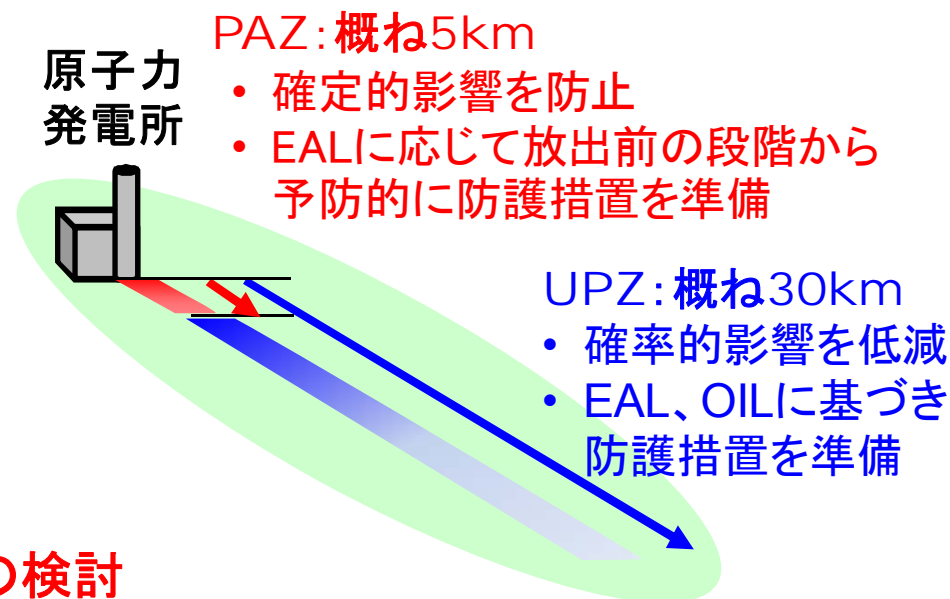 原子力
発電所
PAZ:概ね5km
• 確定的影響を防止
• EALに応じて放出前の段階から
予防的に防護措置を準備
UPZ:概ね30km
• 確率的影響を低減
• EAL、OILに基づき
防護措置を準備
の検討